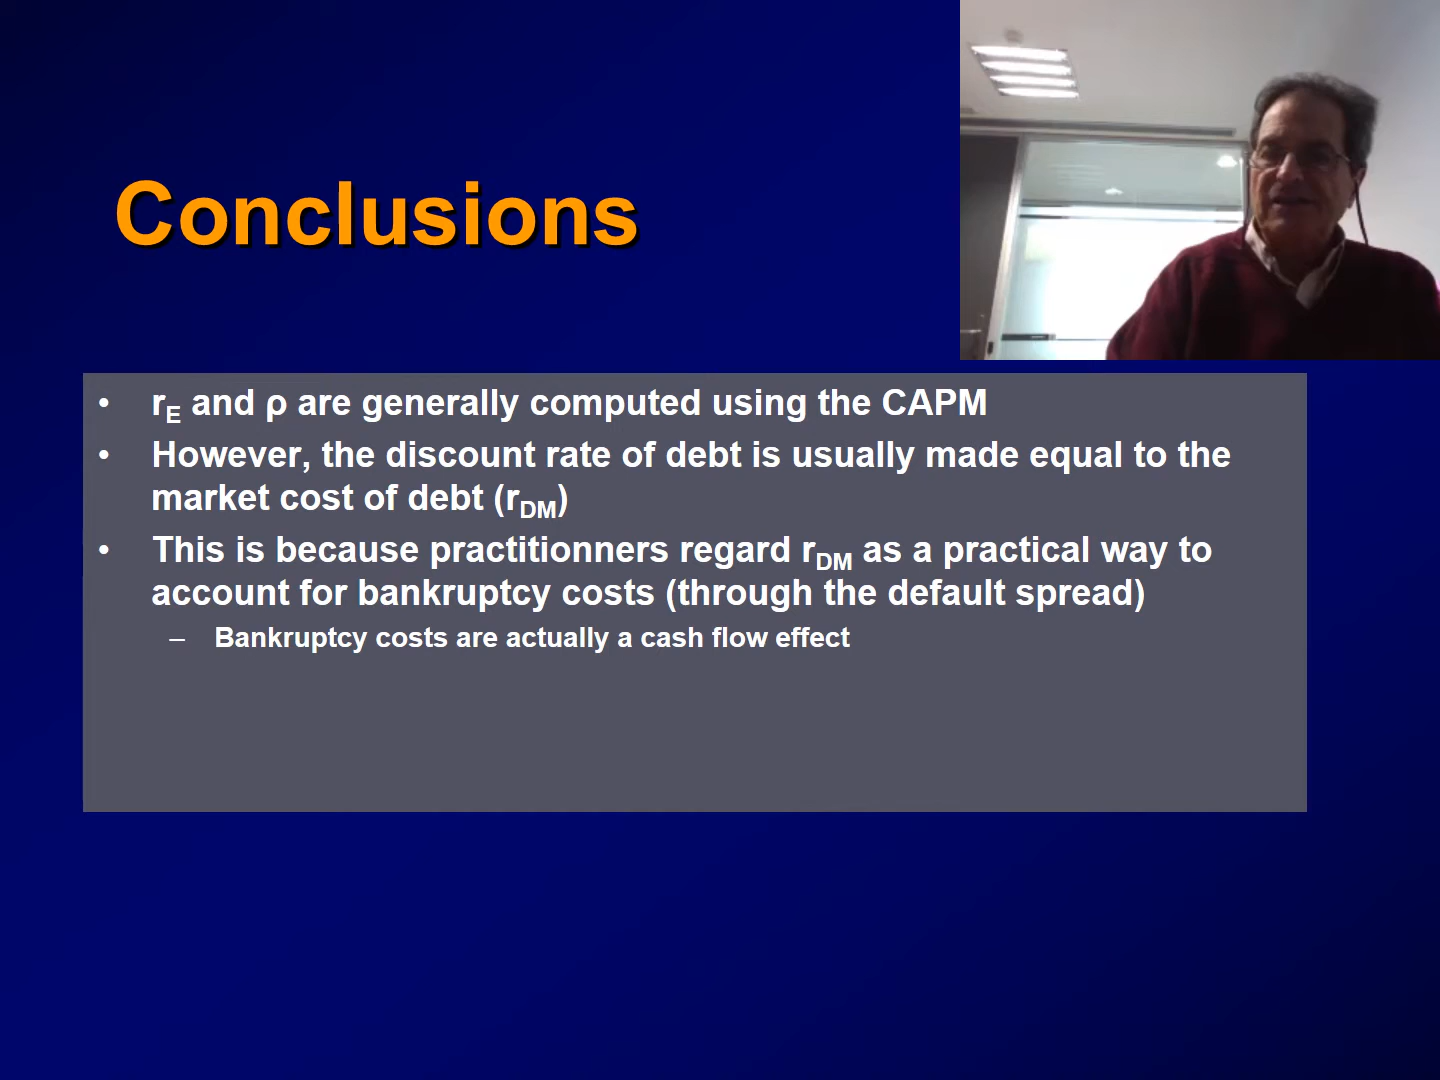 Conclusions
• rE and ρ are generally computed using the CAPM
• However, the discount rate of debt is usually made equal to the
market cost of debt (rDM)
• This is because practitionners regard rDM as a practical way to
account for bankruptcy costs (through the default spread)
– Bankruptcy costs are actually a cash flow effect